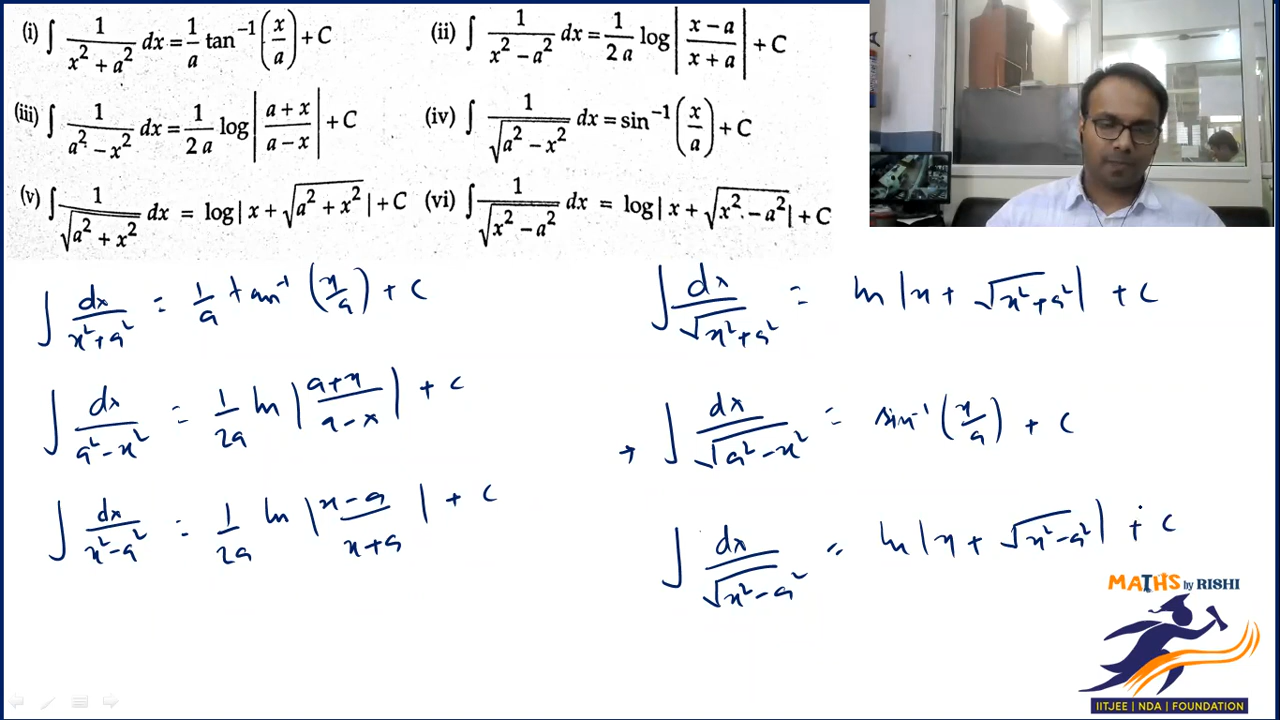 (i) ∫ 1/(x² + a²) dx = 1/a tan⁻¹(x/a) + C (ii) ∫ 1/(x² − a²) dx = 1/(2a) log |(x − a)/(x + a)| + C
(iii) ∫ 1/(a² − x²) dx = 1/(2a) log |(a + x)/(a − x)| + C (iv) ∫ 1/√(a² − x²) dx = sin⁻¹(x/a) + C
(v) ∫ 1/√(a² + x²) dx = log | x + √(a² + x²) | + C (vi) ∫ 1/√(x² − a²) dx = log | x + √(x² − a²) | + C
∫ dx/(x² + a²) = 1/a tan⁻¹(x/a) + C
∫ dx/(a² − x²) = 1/(2a) ln |(a + x)/(a − x)| + C
∫ dx/(x² − a²) = 1/(2a) ln |(x − a)/(x + a)| + C
∫ dx/√(x² + a²) = ln |x + √(x² + a²)| + C
→ ∫ dx/√(a² − x²) = sin⁻¹(x/a) + C
∫ dx/√(x² − a²) = ln |x + √(x² − a²)| + C
MATHS by RISHI
IITJEE | NDA | FOUNDATION